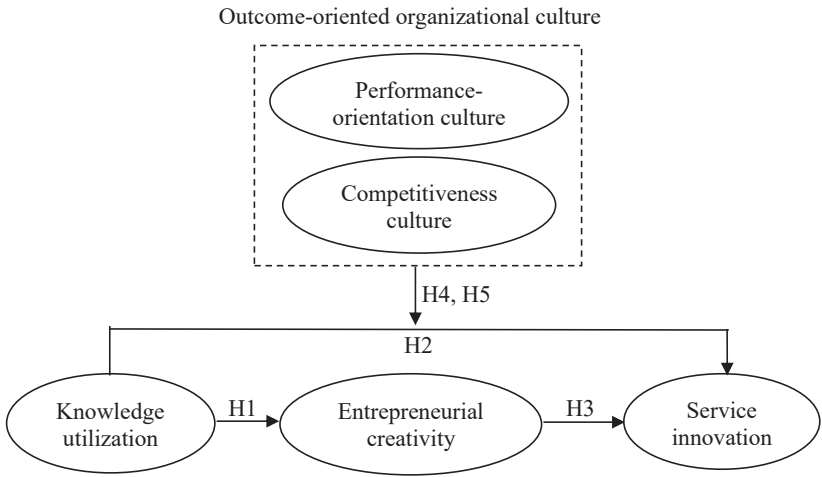 Outcome-oriented organizational culture
Performance-
orientation culture
Competitiveness
culture
H4, H5
H2
Knowledge
utilization
H1
Entrepreneurial
creativity
H3
Service
innovation